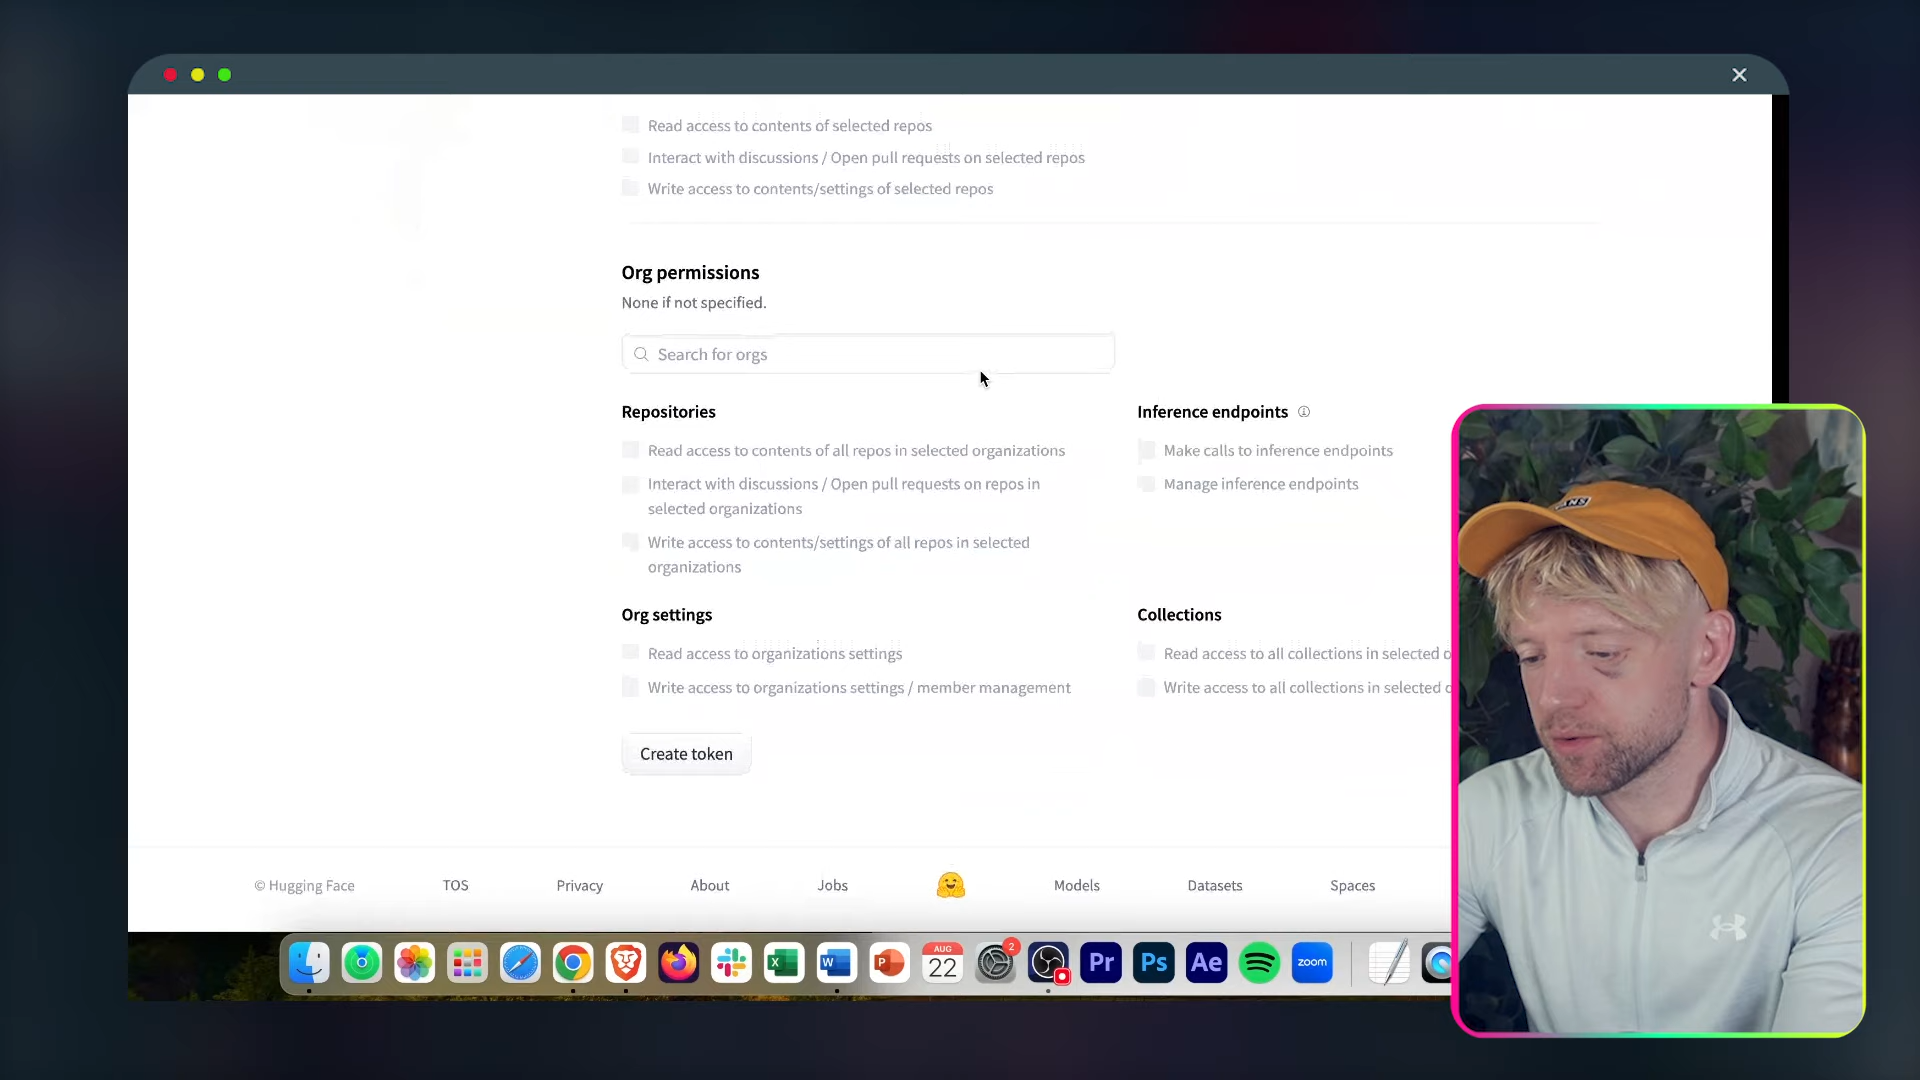 Read access to contents of selected repos
Interact with discussions / Open pull requests on selected repos
Write access to contents/settings of selected repos
Org permissions
None if not specified.
Search for orgs
Repositories
Inference endpoints
Read access to contents of all repos in selected organizations
Make calls to inference endpoints
Interact with discussions / Open pull requests on repos in
selected organizations
Manage inference endpoints
Write access to contents/settings of all repos in selected
organizations
Org settings
Collections
Read access to organizations settings
Read access to all collections in selected o
Write access to organizations settings / member management
Write access to all collections in selected
Create token
© Hugging Face
TOS
Privacy
About
Jobs
Models
Datasets
Spaces
X
W
P
AUG
22
2
Pr
Ps
Ae
zoom